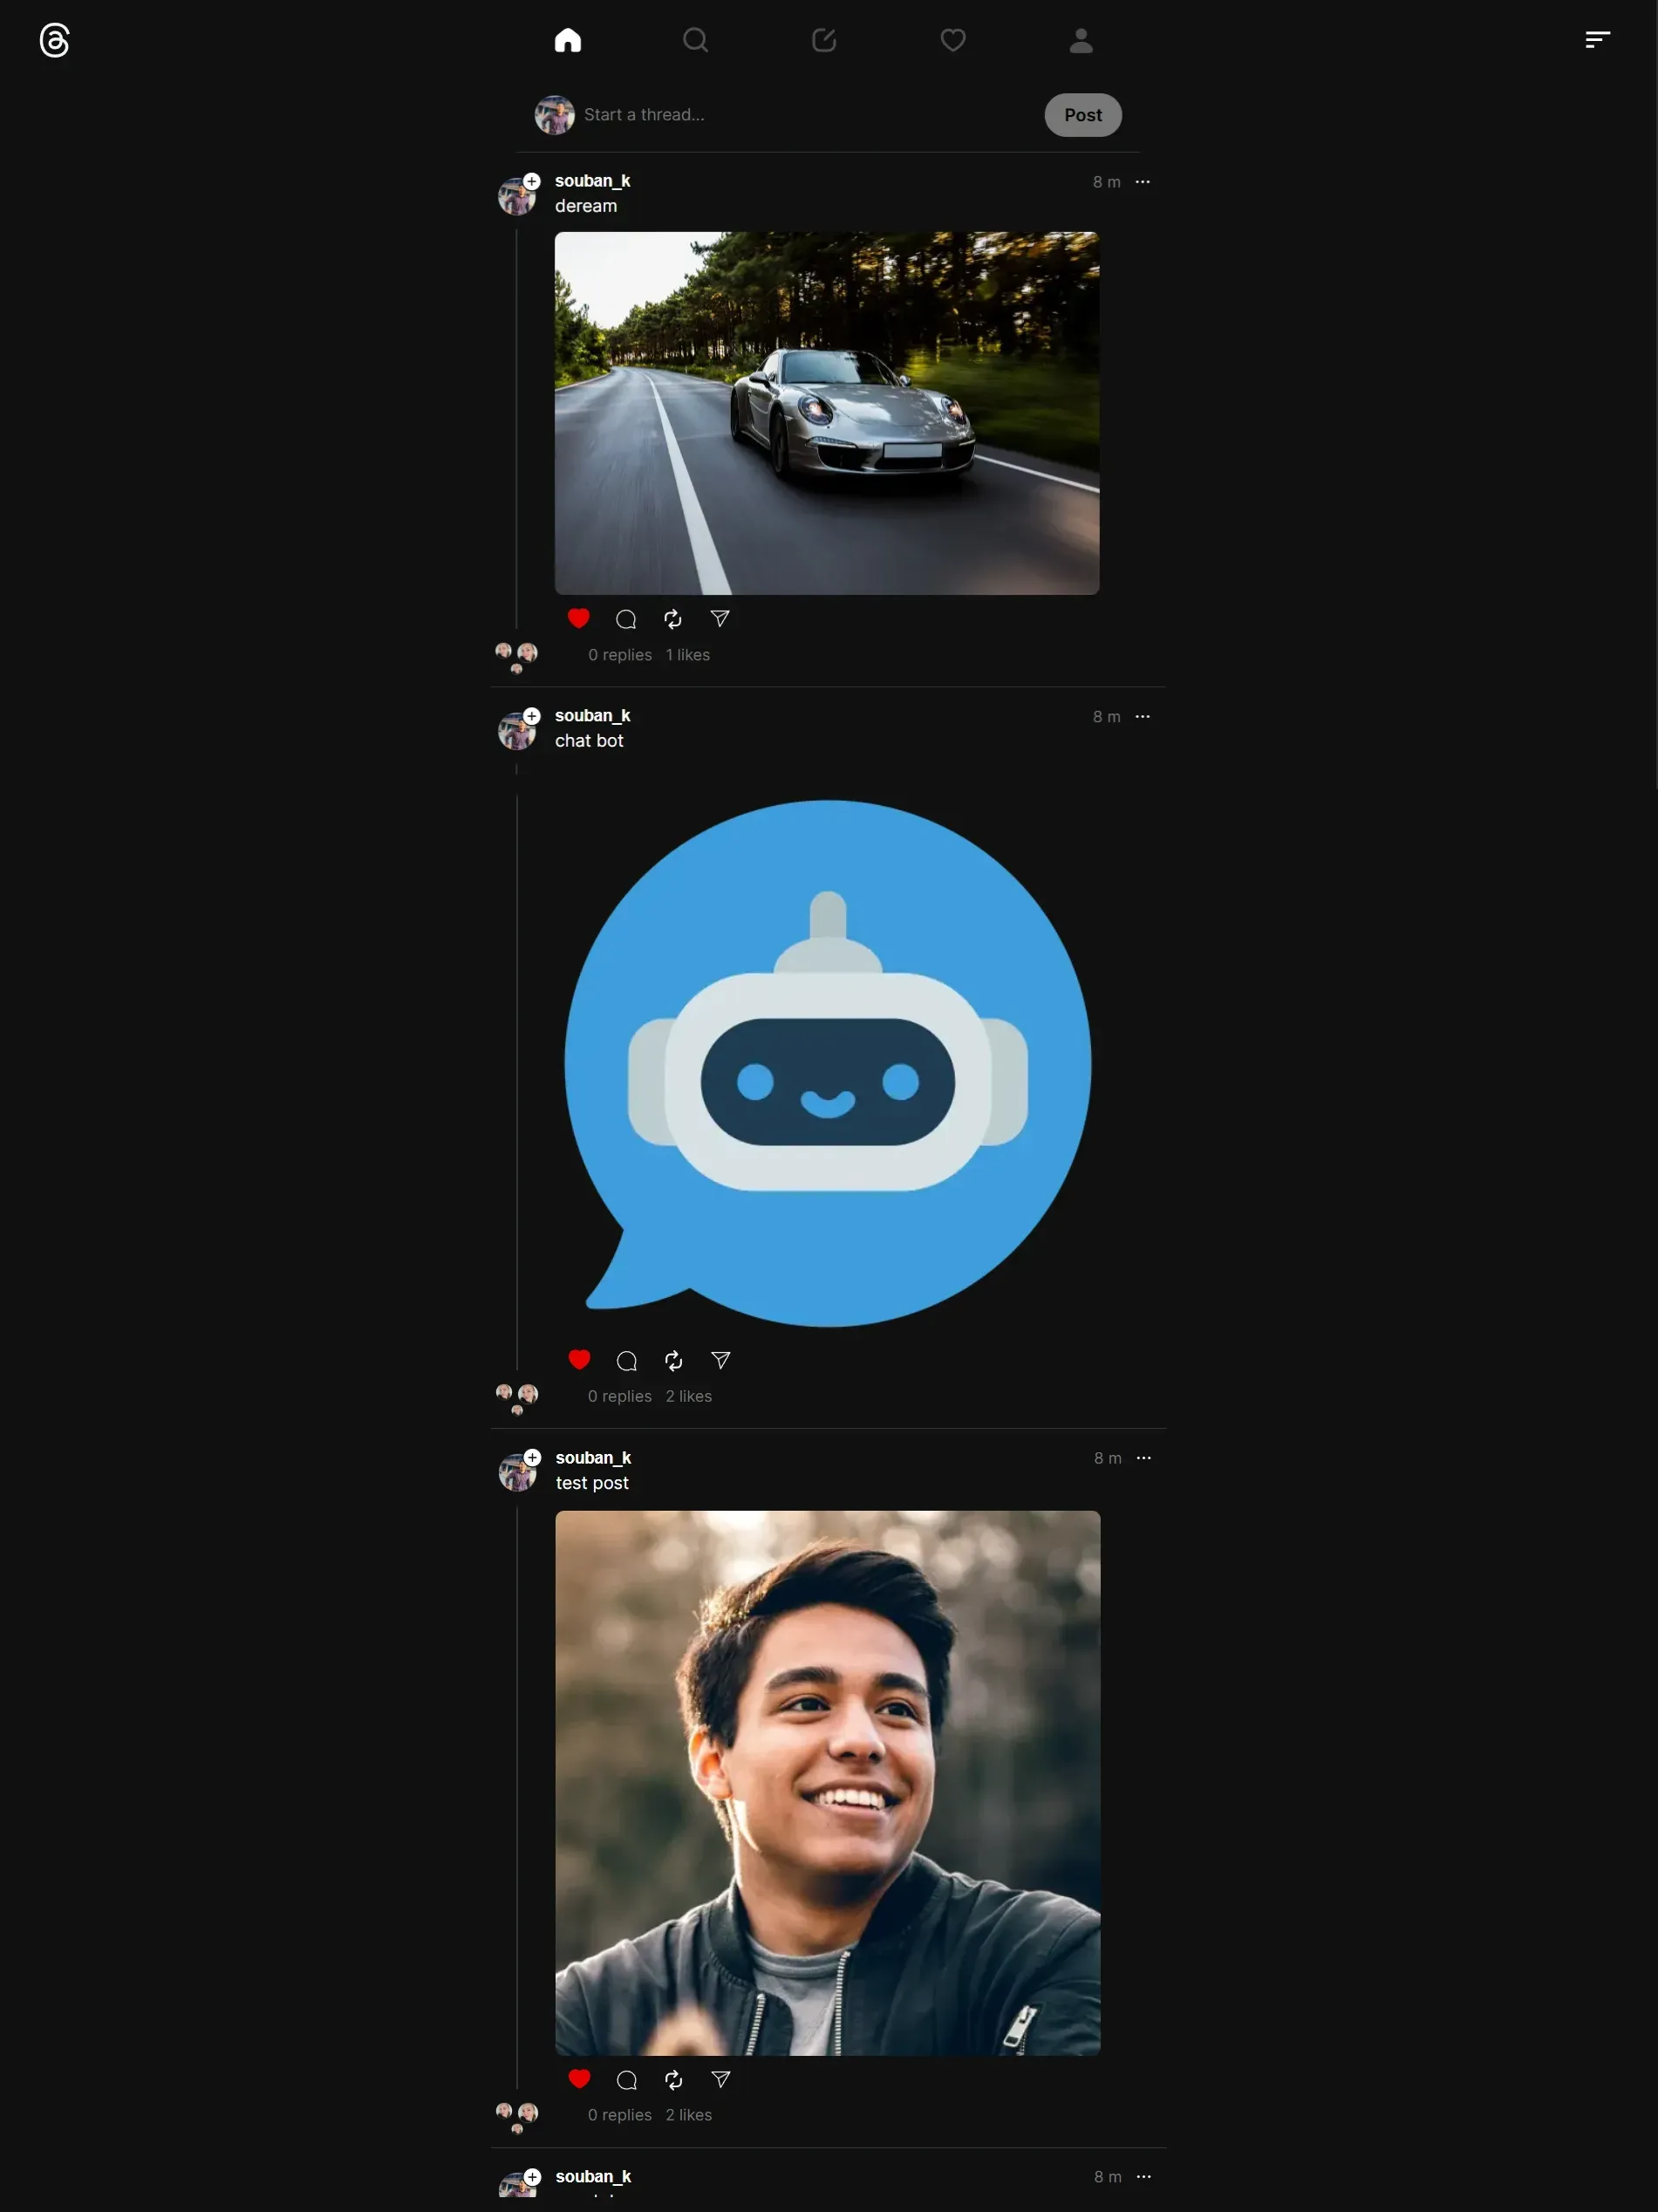 Start a thread...
Post
souban_k
8 m
deream
0 replies 1 likes
souban_k
8 m
chat bot
0 replies 2 likes
souban_k
8 m
test post
0 replies 2 likes
souban_k
8 m